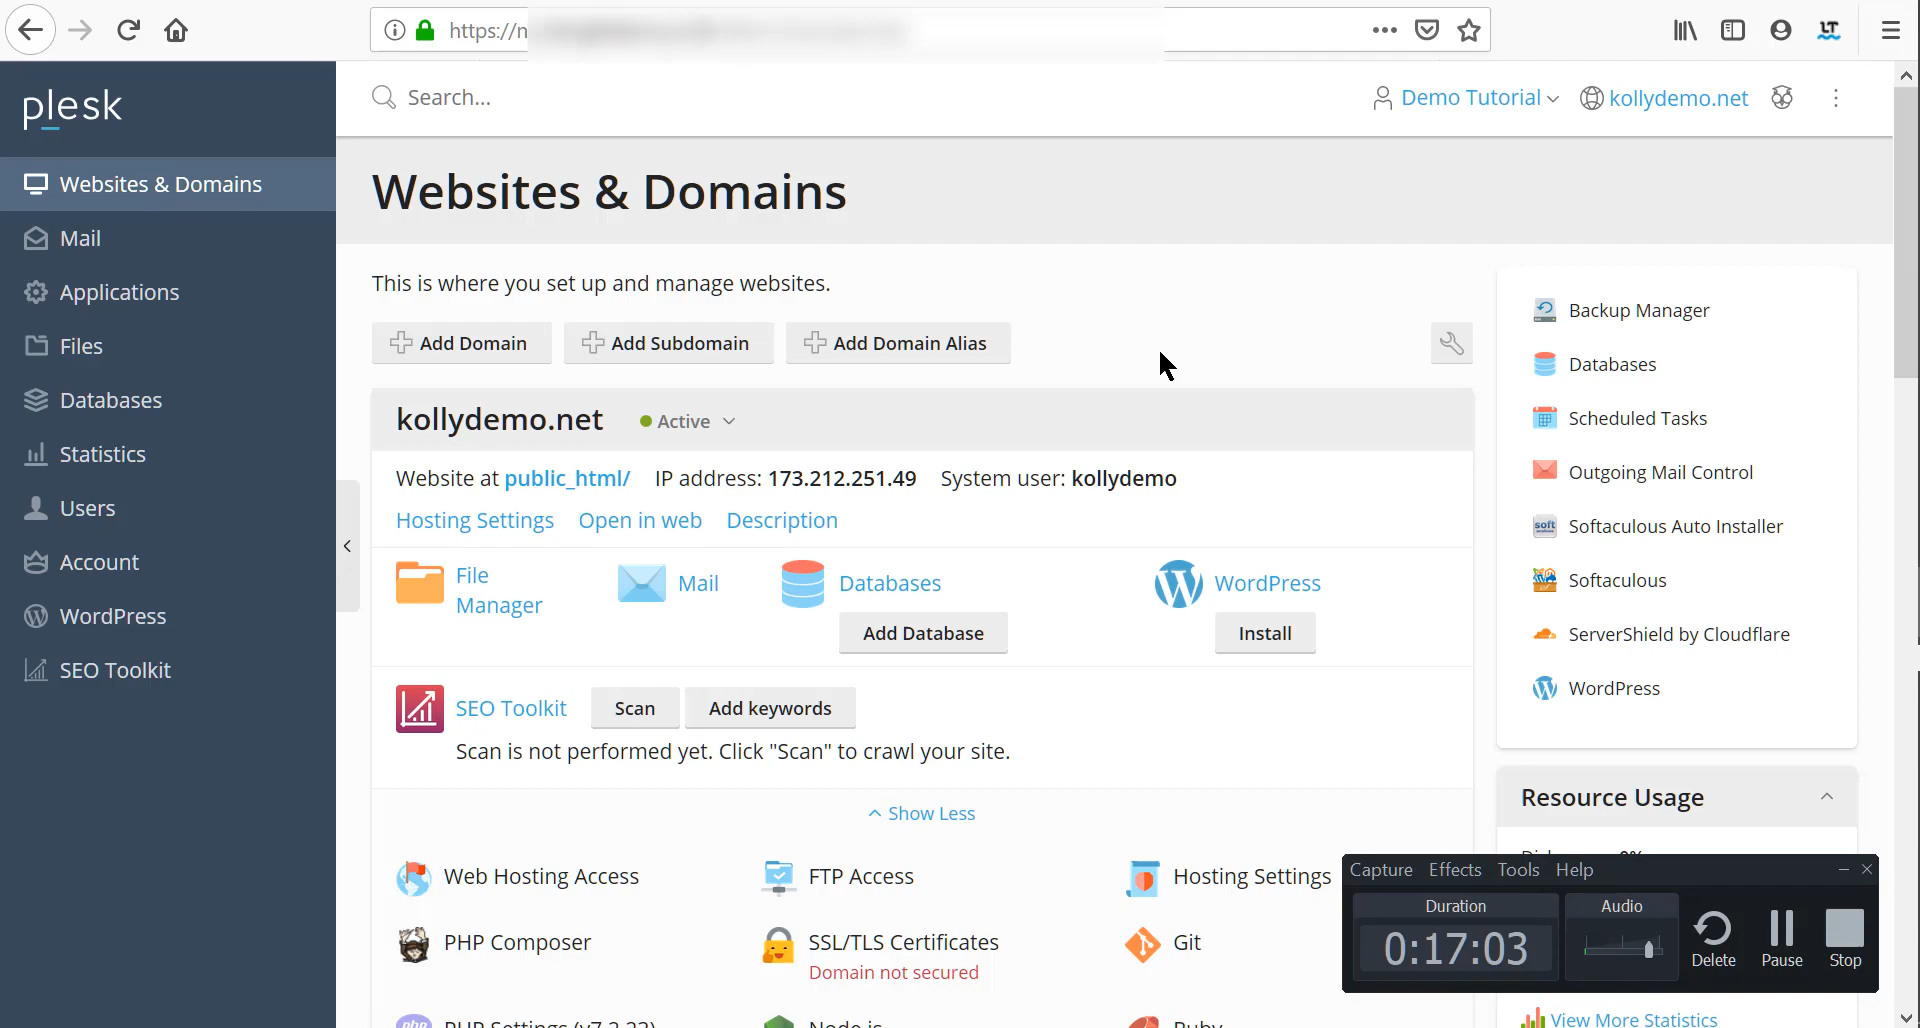 https://n
plesk
Search...
Demo Tutorial
kollydemo.net
Websites & Domains
Mail
Applications
Files
Databases
Statistics
Users
Account
WordPress
SEO Toolkit
Websites & Domains
This is where you set up and manage websites.
Add Domain
Add Subdomain
Add Domain Alias
kollydemo.net
Active
Website at public_html/ IP address: 173.212.251.49 System user: kollydemo
Hosting Settings Open in web Description
File
Manager
Mail
Databases
Add Database
WordPress
Install
SEO Toolkit
Scan
Add keywords
Scan is not performed yet. Click "Scan" to crawl your site.
Show Less
Web Hosting Access
FTP Access
Hosting Settings
PHP Composer
SSL/TLS Certificates
Domain not secured
Git
Backup Manager
Databases
Scheduled Tasks
Outgoing Mail Control
soft
Softaculous Auto Installer
Softaculous
ServerShield by Cloudflare
WordPress
Resource Usage
View More Statistics
Capture Effects Tools Help
Duration
0:17:03
Audio
Delete
Pause
Stop